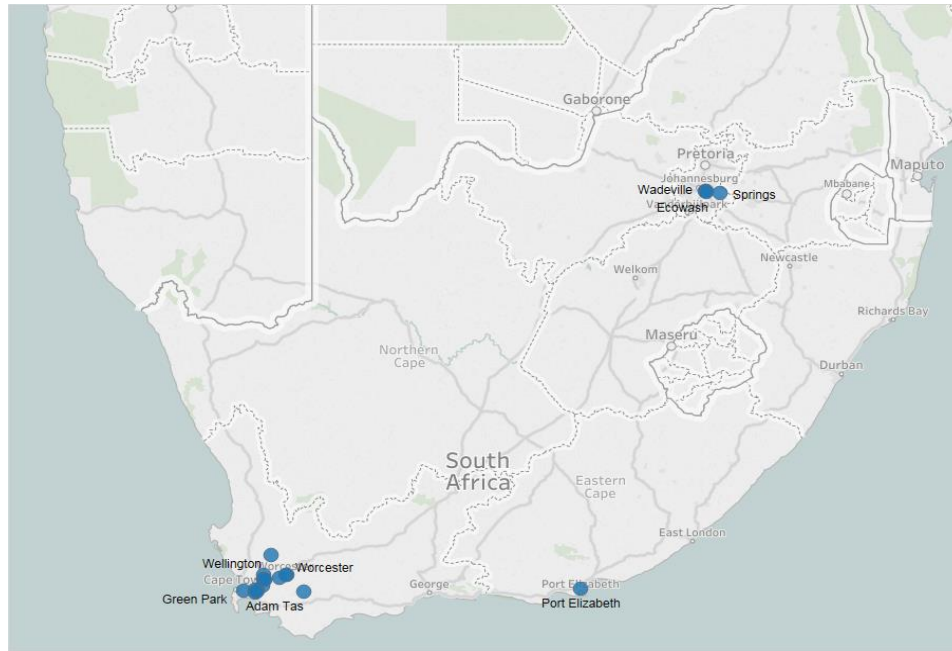 Gaborone
Pretoria
Maputo
Johannesburg
Mbabane
Wadeville
Springs
Ecowash
Newcastle
Welkom
Richards Bay
Maseru
Northern
Cape
Durban
South
Africa
Eastern
Cape
East London
Wellington
Worcester
Cape
George
Port Elizabeth
Green Park
Adam Tas
Port Elizabeth